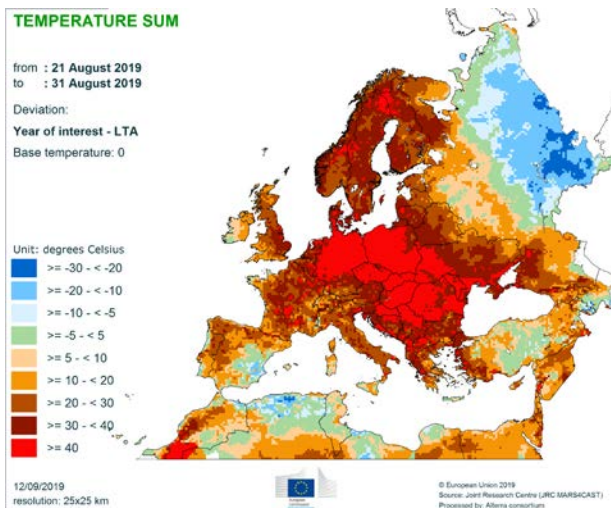 TEMPERATURE SUM
from : 21 August 2019
to : 31 August 2019
Deviation:
Year of interest - LTA
Base temperature: 0
Unit: degrees Celsius
>= -30 - < -20
>= -20 - < -10
>= -10 - < -5
>= -5 - < 5
>= 5 - < 10
>= 10 - < 20
>= 20 - < 30
>= 30 - < 40
>= 40
12/09/2019
resolution: 25x25 km
© European Union 2019
Source: Joint Research Centre (JRC MARS4CAST)
Processed by: Alterra consortium